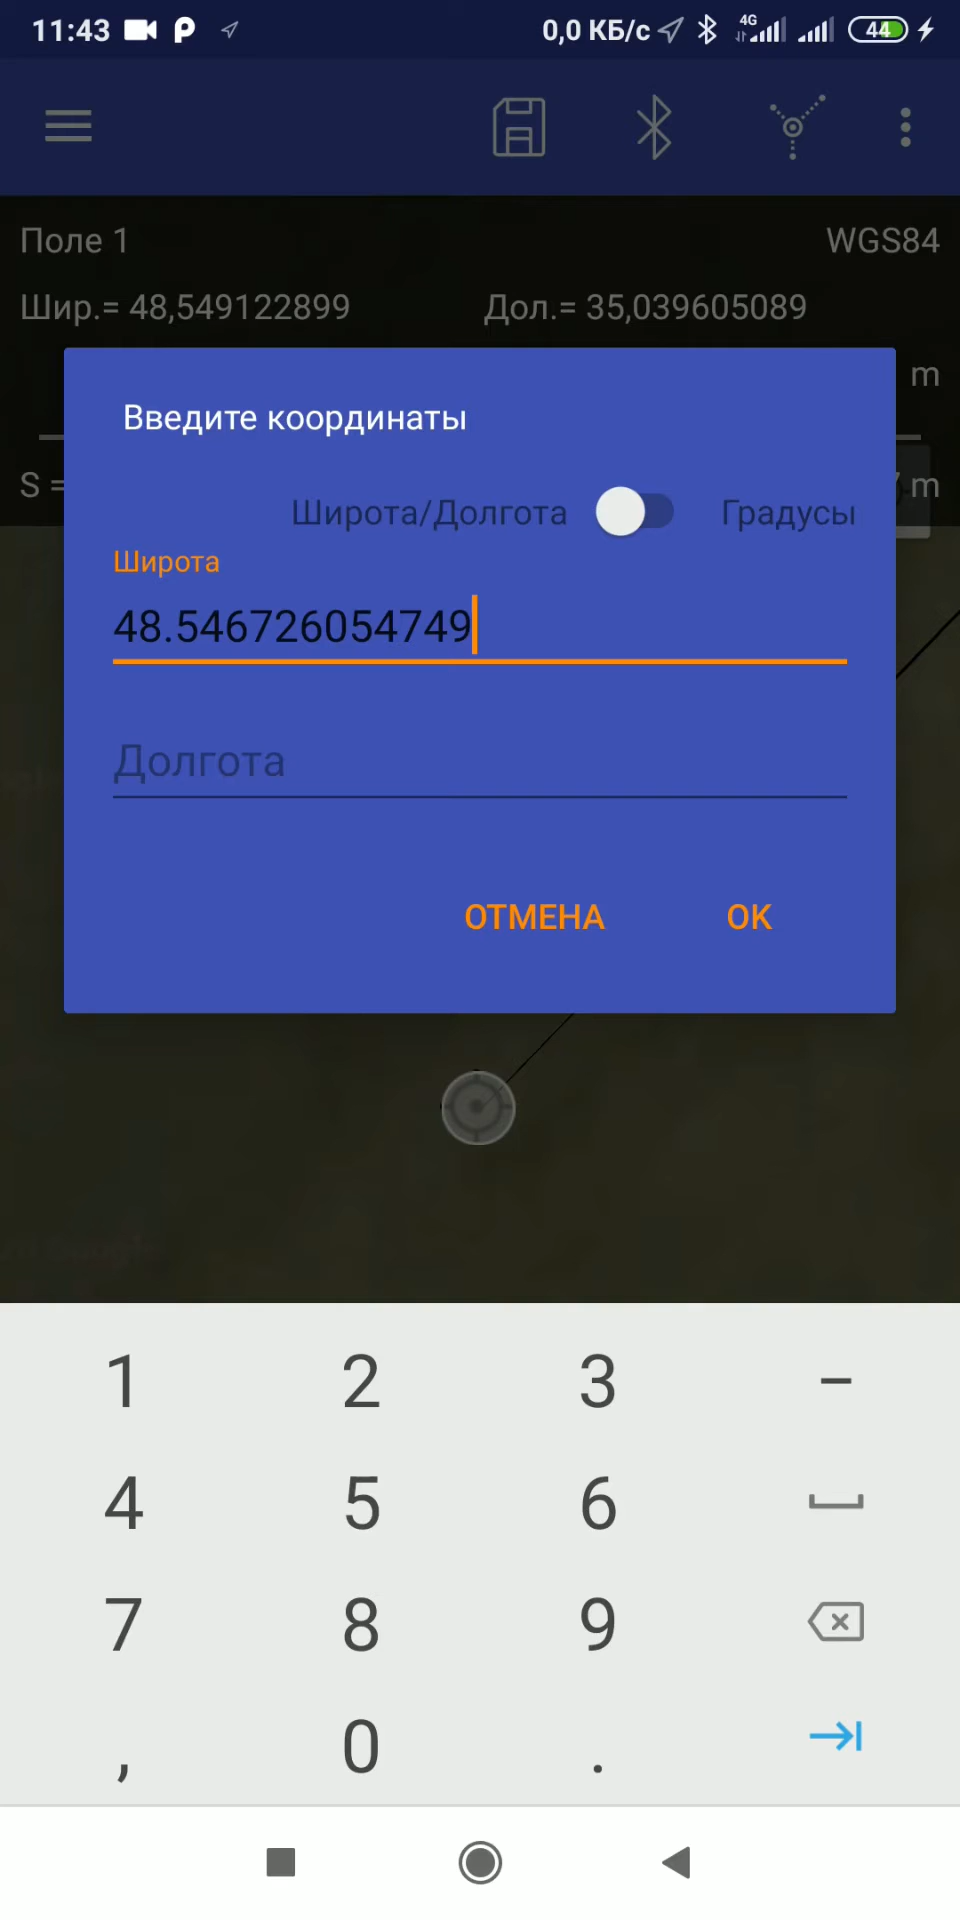 11:43 0,0 КБ/с 4G 44
Поле 1 WGS84
Шир.= 48,549122899 Дол.= 35,039605089
m
Введите координаты
S = m
Широта/Долгота Градусы
Широта
48.546726054749
Долгота
ОТМЕНА OK
1 2 3 –
4 5 6
7 8 9
, 0 .